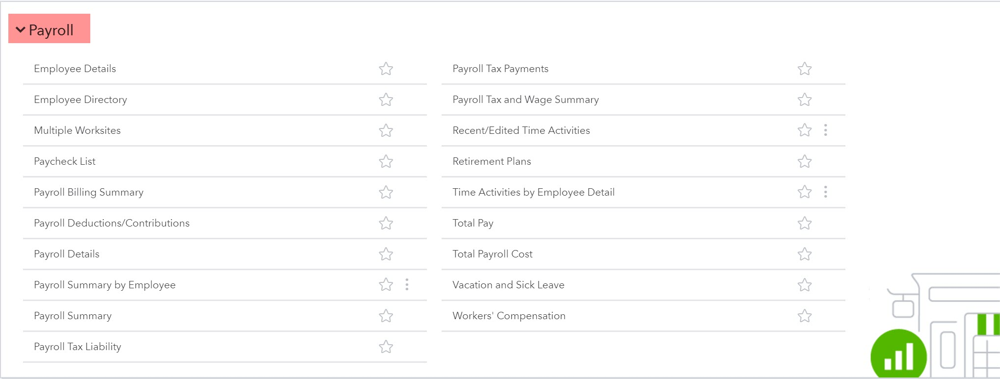 Payroll
Employee Details
Employee Directory
Multiple Worksites
Paycheck List
Payroll Billing Summary
Payroll Deductions/Contributions
Payroll Details
Payroll Summary by Employee
Payroll Summary
Payroll Tax Liability
Payroll Tax Payments
Payroll Tax and Wage Summary
Recent/Edited Time Activities
Retirement Plans
Time Activities by Employee Detail
Total Pay
Total Payroll Cost
Vacation and Sick Leave
Workers' Compensation